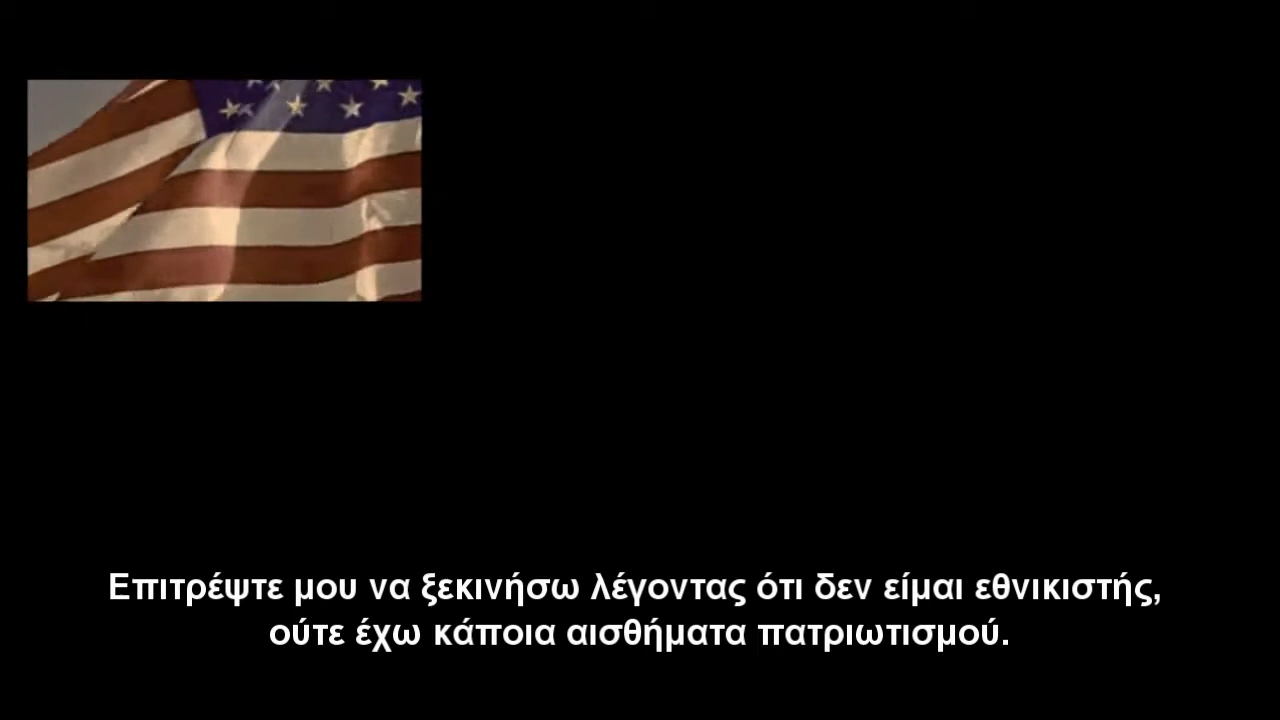 Επιτρέψτε μου να ξεκινήσω λέγοντας ότι δεν είμαι εθνικιστής,
ούτε έχω κάποια αισθήματα πατριωτισμού.